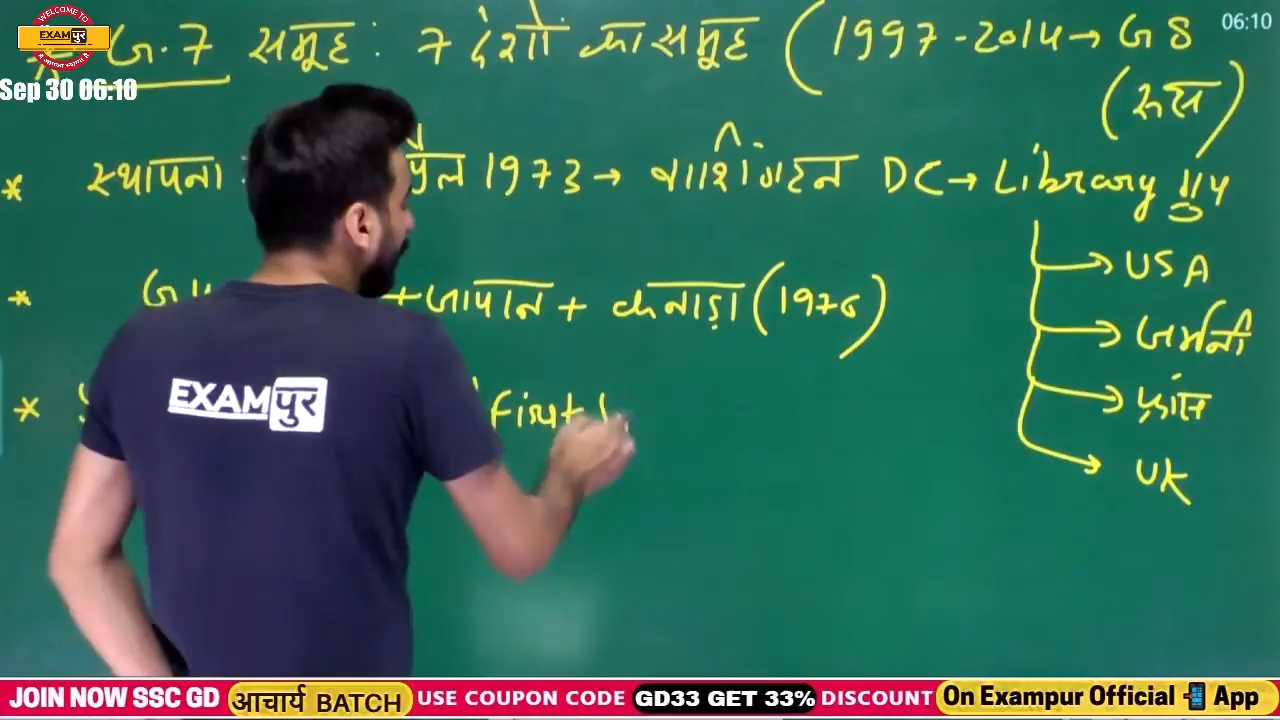 WELCOME TO
EXAMपुर
06:10
Sep 30 06:10
G.7 समूह : 7 देशों का समूह (1997-2014→ G8
(रूस)
* स्थापना : 1973 → वाशिंगटन DC → Library
→ USA
* + जापान + कनाडा (1976)
→ जर्मनी
→ फ्रांस
* First
→ UK
EXAMपुर
JOIN NOW SSC GD आचार्य BATCH USE COUPON CODE GD33 GET 33% DISCOUNT On Exampur Official App